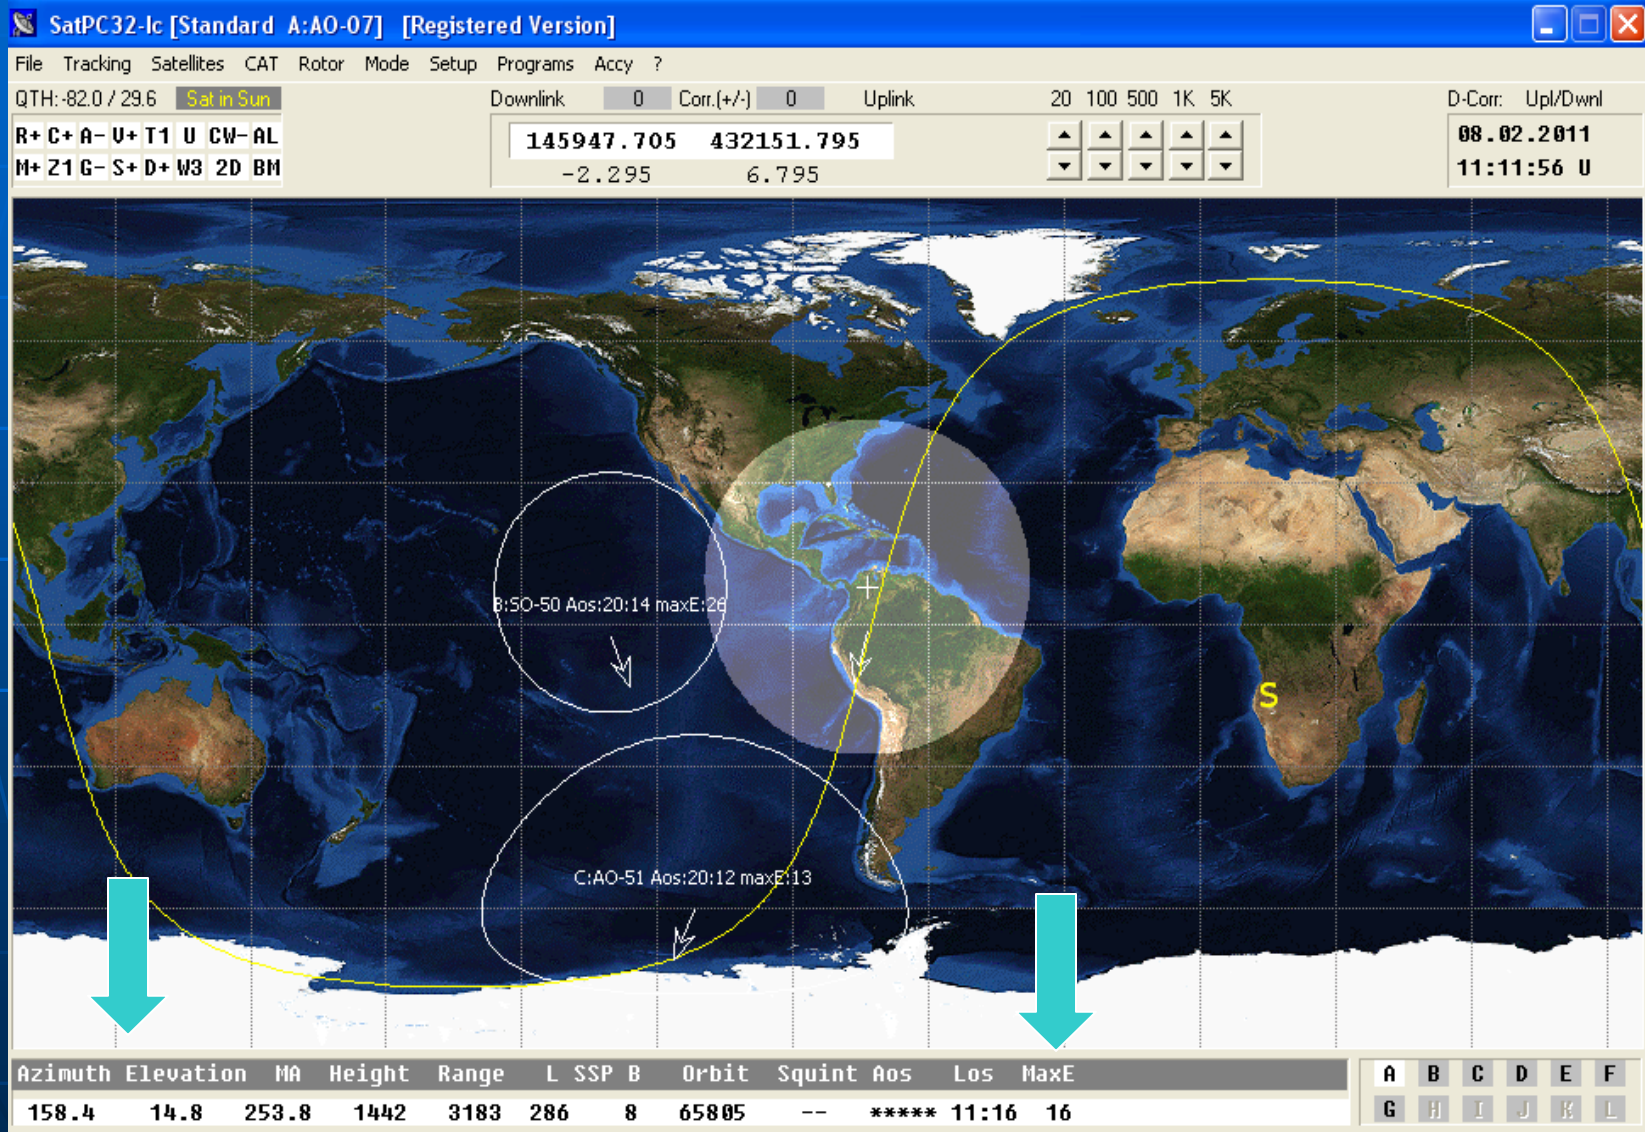 SatPC32-Ic [Standard A:AO-07] [Registered Version]
File Tracking Satellites CAT Rotor Mode Setup Programs Accy ?
QTH:-82.0 / 29.6 Sat in Sun Downlink 0 Corr.(+/-) 0 Uplink 20 100 500 1K 5K D-Corr: Upl/Dwnl
R+ C+ A- V+ T1 U CW- AL 145947.705 432151.795 08.02.2011
M+ Z1 G- S+ D+ W3 2D BM -2.295 6.795 11:11:56 U
B:SO-50 Aos:20:14 maxE:26
S
C:AO-51 Aos:20:12 maxE:13
Azimuth Elevation MA Height Range L SSP B Orbit Squint Aos Los MaxE A B C D E F
158.4 14.8 253.8 1442 3183 286 8 65805 -- ***** 11:16 16 G H I J K L